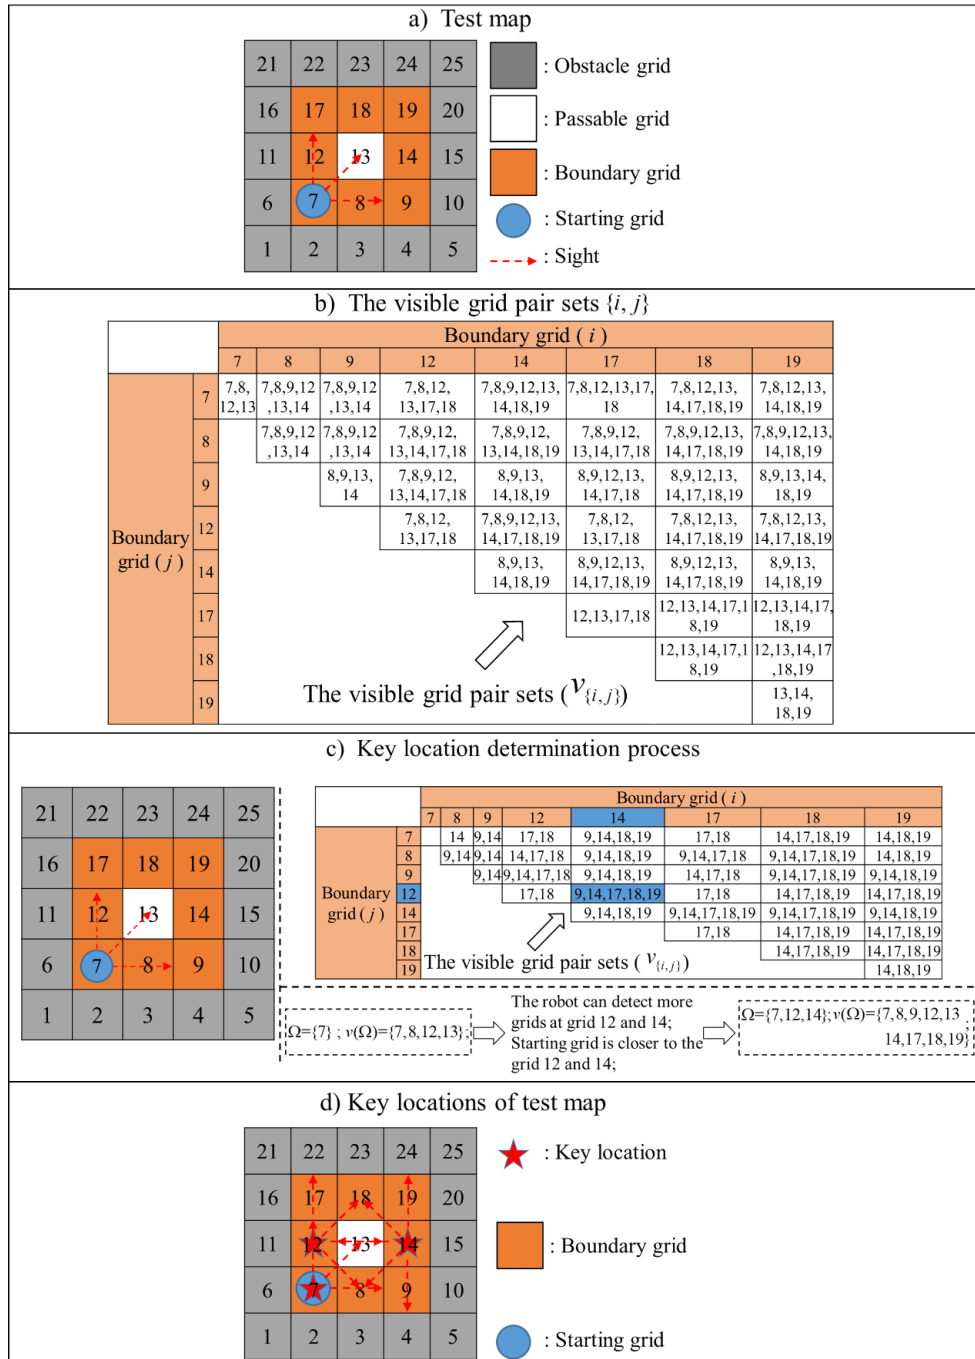 a) Test map
21 22 23 24 25
16 17 18 19 20
11 12 13 14 15
6 7 8 9 10
1 2 3 4 5
: Obstacle grid
: Passable grid
: Boundary grid
: Starting grid
: Sight
b) The visible grid pair sets {i, j}
Boundary grid ( i )
7 8 9 12 14 17 18 19
Boundary
grid ( j )
7
7,8,
12,13
7,8,9,12
,13,14
7,8,9,12
,13,14
7,8,12,
13,17,18
7,8,9,12,13,
14,18,19
7,8,12,13,17,
18
7,8,12,13,
14,17,18,19
7,8,12,13,
14,18,19
8
7,8,9,12
,13,14
7,8,9,12
,13,14
7,8,9,12,
13,14,17,18
7,8,9,12,
13,14,18,19
7,8,9,12,
13,14,17,18
7,8,9,12,13,
14,17,18,19
7,8,9,12,13,
14,18,19
9
8,9,13,
14
7,8,9,12,
13,14,17,18
8,9,13,
14,18,19
8,9,12,13,
14,17,18
8,9,12,13,
14,17,18,19
8,9,13,14,
18,19
12
7,8,12,
13,17,18
7,8,9,12,13,
14,17,18,19
7,8,12,
13,17,18
7,8,12,13,
14,17,18,19
7,8,12,13,
14,17,18,19
14
8,9,13,
14,18,19
8,9,12,13,
14,17,18,19
8,9,12,13,
14,17,18,19
8,9,13,
14,18,19
17
12,13,17,18
12,13,14,17,1
8,19
12,13,14,17,
18,19
18
12,13,14,17,1
8,19
12,13,14,17
,18,19
19
13,14,
18,19
The visible grid pair sets ( v{i,j})
c) Key location determination process
21 22 23 24 25
16 17 18 19 20
11 12 13 14 15
6 7 8 9 10
1 2 3 4 5
Boundary grid ( i )
7 8 9 12 14 17 18 19
Boundary
grid ( j )
7 14 9,14 17,18 9,14,18,19 17,18 14,17,18,19 14,18,19
8 9,14 9,14 14,17,18 9,14,18,19 9,14,17,18 9,14,17,18,19 14,18,19
9 9,14 9,14,17,18 9,14,18,19 14,17,18 9,14,17,18,19 9,14,18,19
12 17,18 9,14,17,18,19 17,18 14,17,18,19 14,17,18,19
14 9,14,18,19 9,14,17,18,19 9,14,17,18,19 9,14,18,19
17 17,18 14,17,18,19 14,17,18,19
18 14,17,18,19 14,17,18,19
19 14,18,19
The visible grid pair sets ( v{i,j})
Ω={7} ; v(Ω)={7,8,12,13};
The robot can detect more
grids at grid 12 and 14;
Starting grid is closer to the
grid 12 and 14;
Ω={7,12,14};v(Ω)={7,8,9,12,13,
14,17,18,19}
d) Key locations of test map
21 22 23 24 25
16 17 18 19 20
11 12 13 14 15
6 7 8 9 10
1 2 3 4 5
: Key location
: Boundary grid
: Starting grid